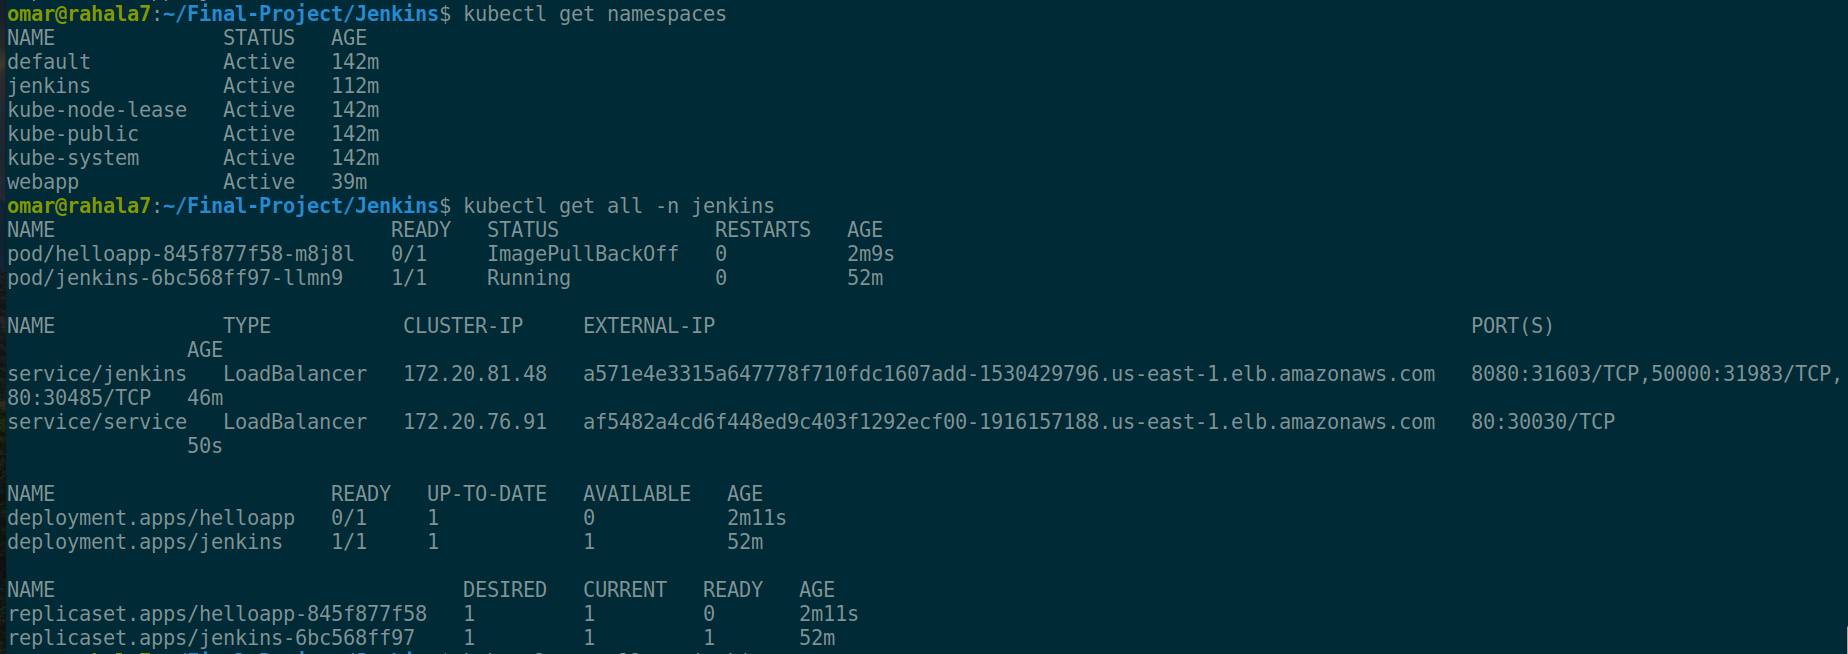 omar@rahala7:~/Final-Project/Jenkins$ kubectl get namespaces
NAME              STATUS   AGE
default           Active   142m
jenkins           Active   112m
kube-node-lease   Active   142m
kube-public       Active   142m
kube-system       Active   142m
webapp            Active   39m
omar@rahala7:~/Final-Project/Jenkins$ kubectl get all -n jenkins
NAME                            READY   STATUS             RESTARTS   AGE
pod/helloapp-845f877f58-m8j8l   0/1     ImagePullBackOff   0          2m9s
pod/jenkins-6bc568ff97-llmn9    1/1     Running            0          52m
NAME              TYPE           CLUSTER-IP     EXTERNAL-IP                                                               PORT(S)
               AGE
service/jenkins   LoadBalancer   172.20.81.48   a571e4e3315a647778f710fdc1607add-1530429796.us-east-1.elb.amazonaws.com   8080:31603/TCP,50000:31983/TCP,
80:30485/TCP   46m
service/service   LoadBalancer   172.20.76.91   af5482a4cd6f448ed9c403f1292ecf00-1916157188.us-east-1.elb.amazonaws.com   80:30030/TCP
               50s
NAME                       READY   UP-TO-DATE   AVAILABLE   AGE
deployment.apps/helloapp   0/1     1            0           2m11s
deployment.apps/jenkins    1/1     1            1           52m
NAME                                  DESIRED   CURRENT   READY   AGE
replicaset.apps/helloapp-845f877f58   1         1         0       2m11s
replicaset.apps/jenkins-6bc568ff97    1         1         1       52m